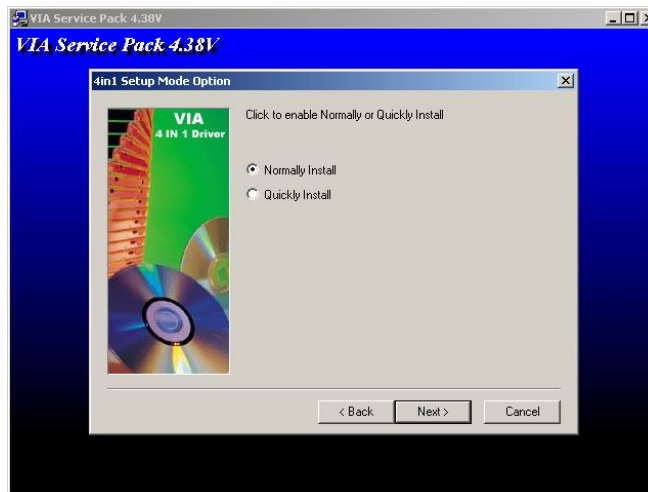 VIA Service Pack 4.38V
VIA Service Pack 4.38V
4in1 Setup Mode Option
VIA
4 IN 1 Driver
Click to enable Normally or Quickly Install
Normally Install
Quickly Install
< Back Next > Cancel